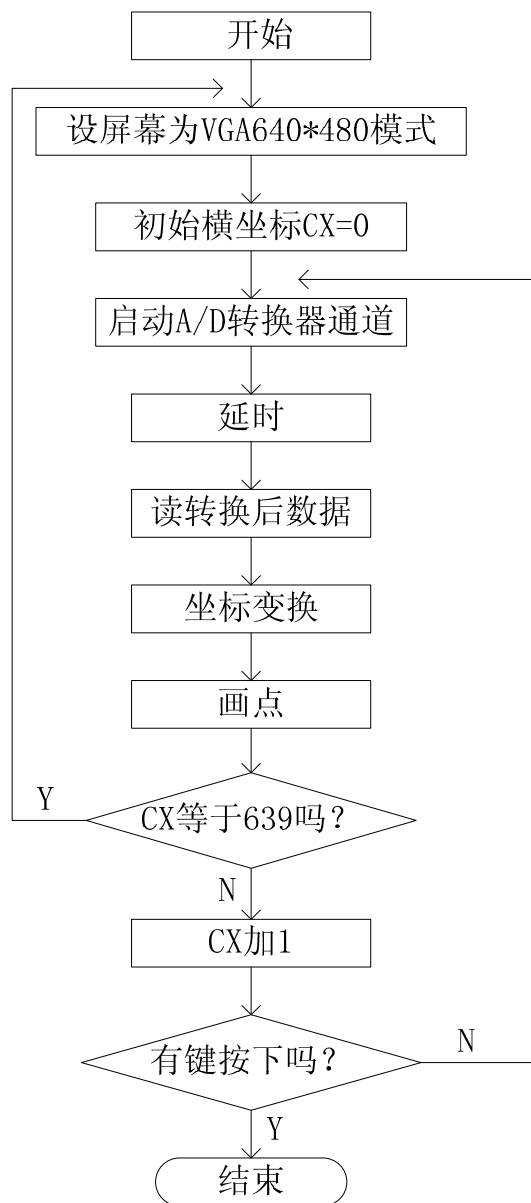 开始
设屏幕为VGA640*480模式
初始横坐标CX=0
启动A/D转换器通道
延时
读转换后数据
坐标变换
画点
Y
CX等于639吗?
N
CX加1
有键按下吗?
N
Y
结束